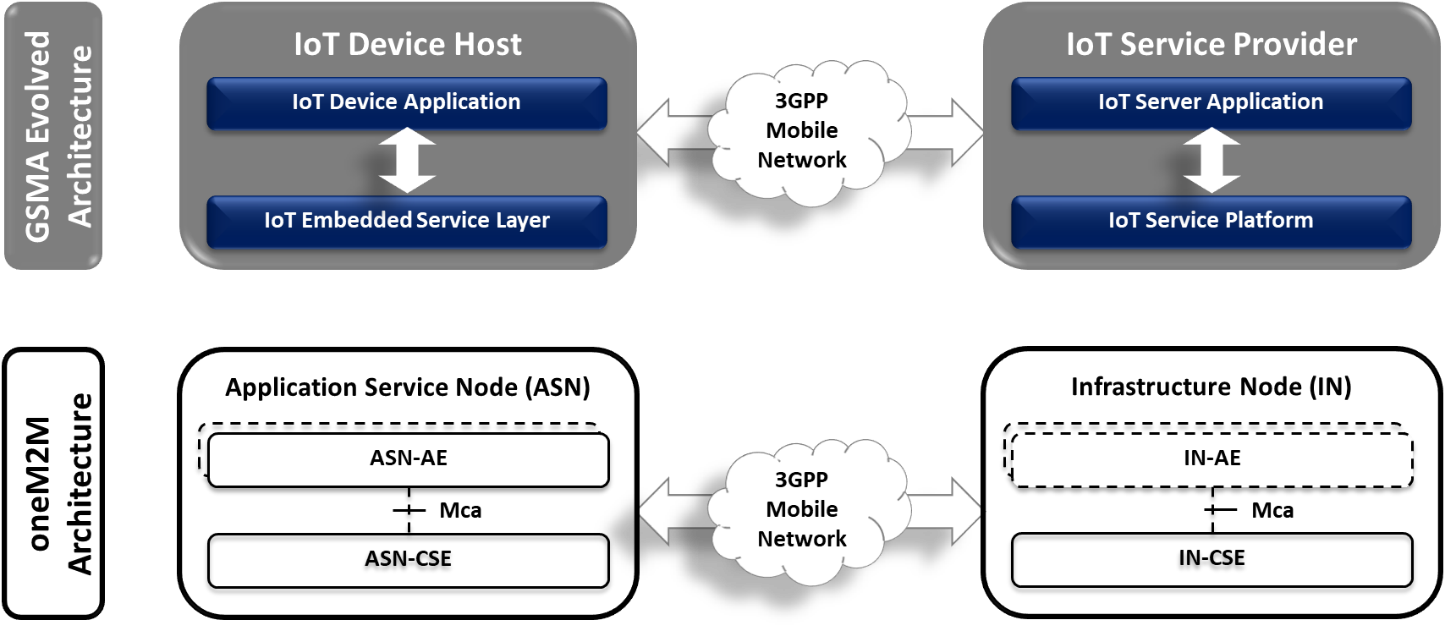 GSMA Evolved
Architecture
IoT Device Host
IoT Device Application
IoT Embedded Service Layer
3GPP
Mobile
Network
IoT Service Provider
IoT Server Application
IoT Service Platform
oneM2M
Architecture
Application Service Node (ASN)
ASN-AE
Mca
ASN-CSE
3GPP
Mobile
Network
Infrastructure Node (IN)
IN-AE
Mca
IN-CSE